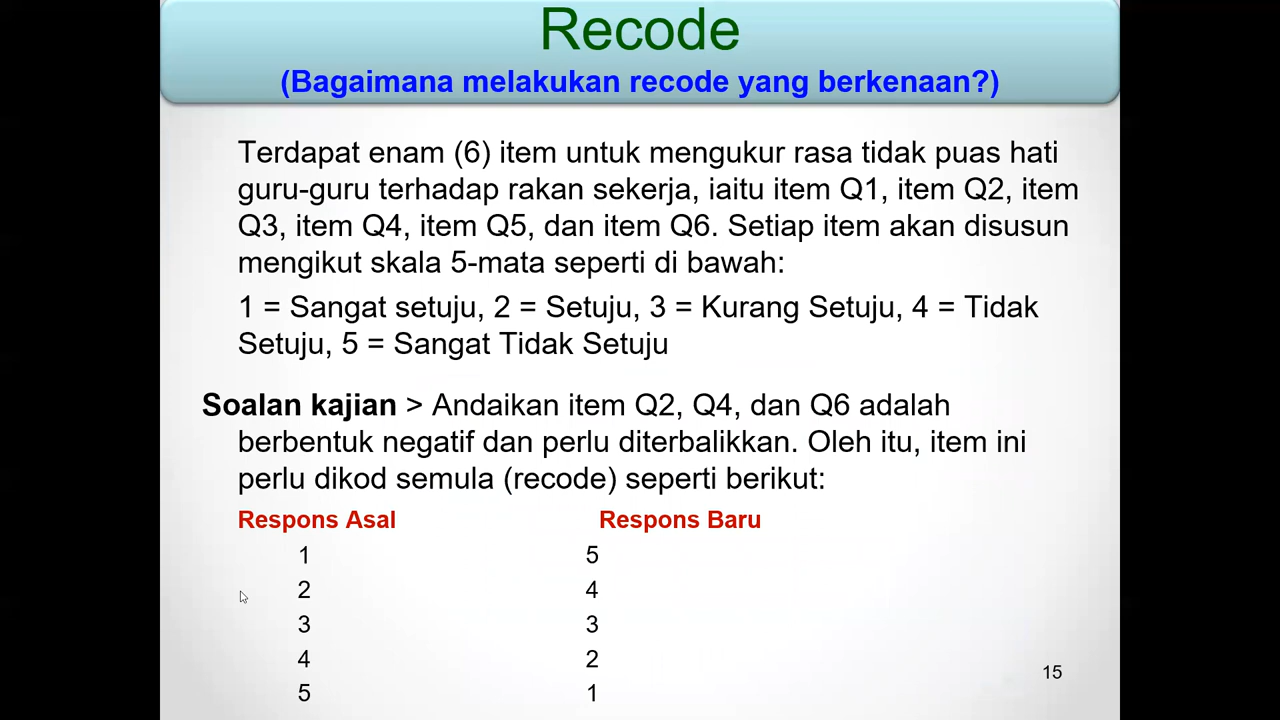 Recode
(Bagaimana melakukan recode yang berkenaan?)
Terdapat enam (6) item untuk mengukur rasa tidak puas hati
guru-guru terhadap rakan sekerja, iaitu item Q1, item Q2, item
Q3, item Q4, item Q5, dan item Q6. Setiap item akan disusun
mengikut skala 5-mata seperti di bawah:
1 = Sangat setuju, 2 = Setuju, 3 = Kurang Setuju, 4 = Tidak
Setuju, 5 = Sangat Tidak Setuju
Soalan kajian > Andaikan item Q2, Q4, dan Q6 adalah
berbentuk negatif dan perlu diterbalikkan. Oleh itu, item ini
perlu dikod semula (recode) seperti berikut:
Respons Asal Respons Baru
1 5
2 4
3 3
4 2
5 1
15